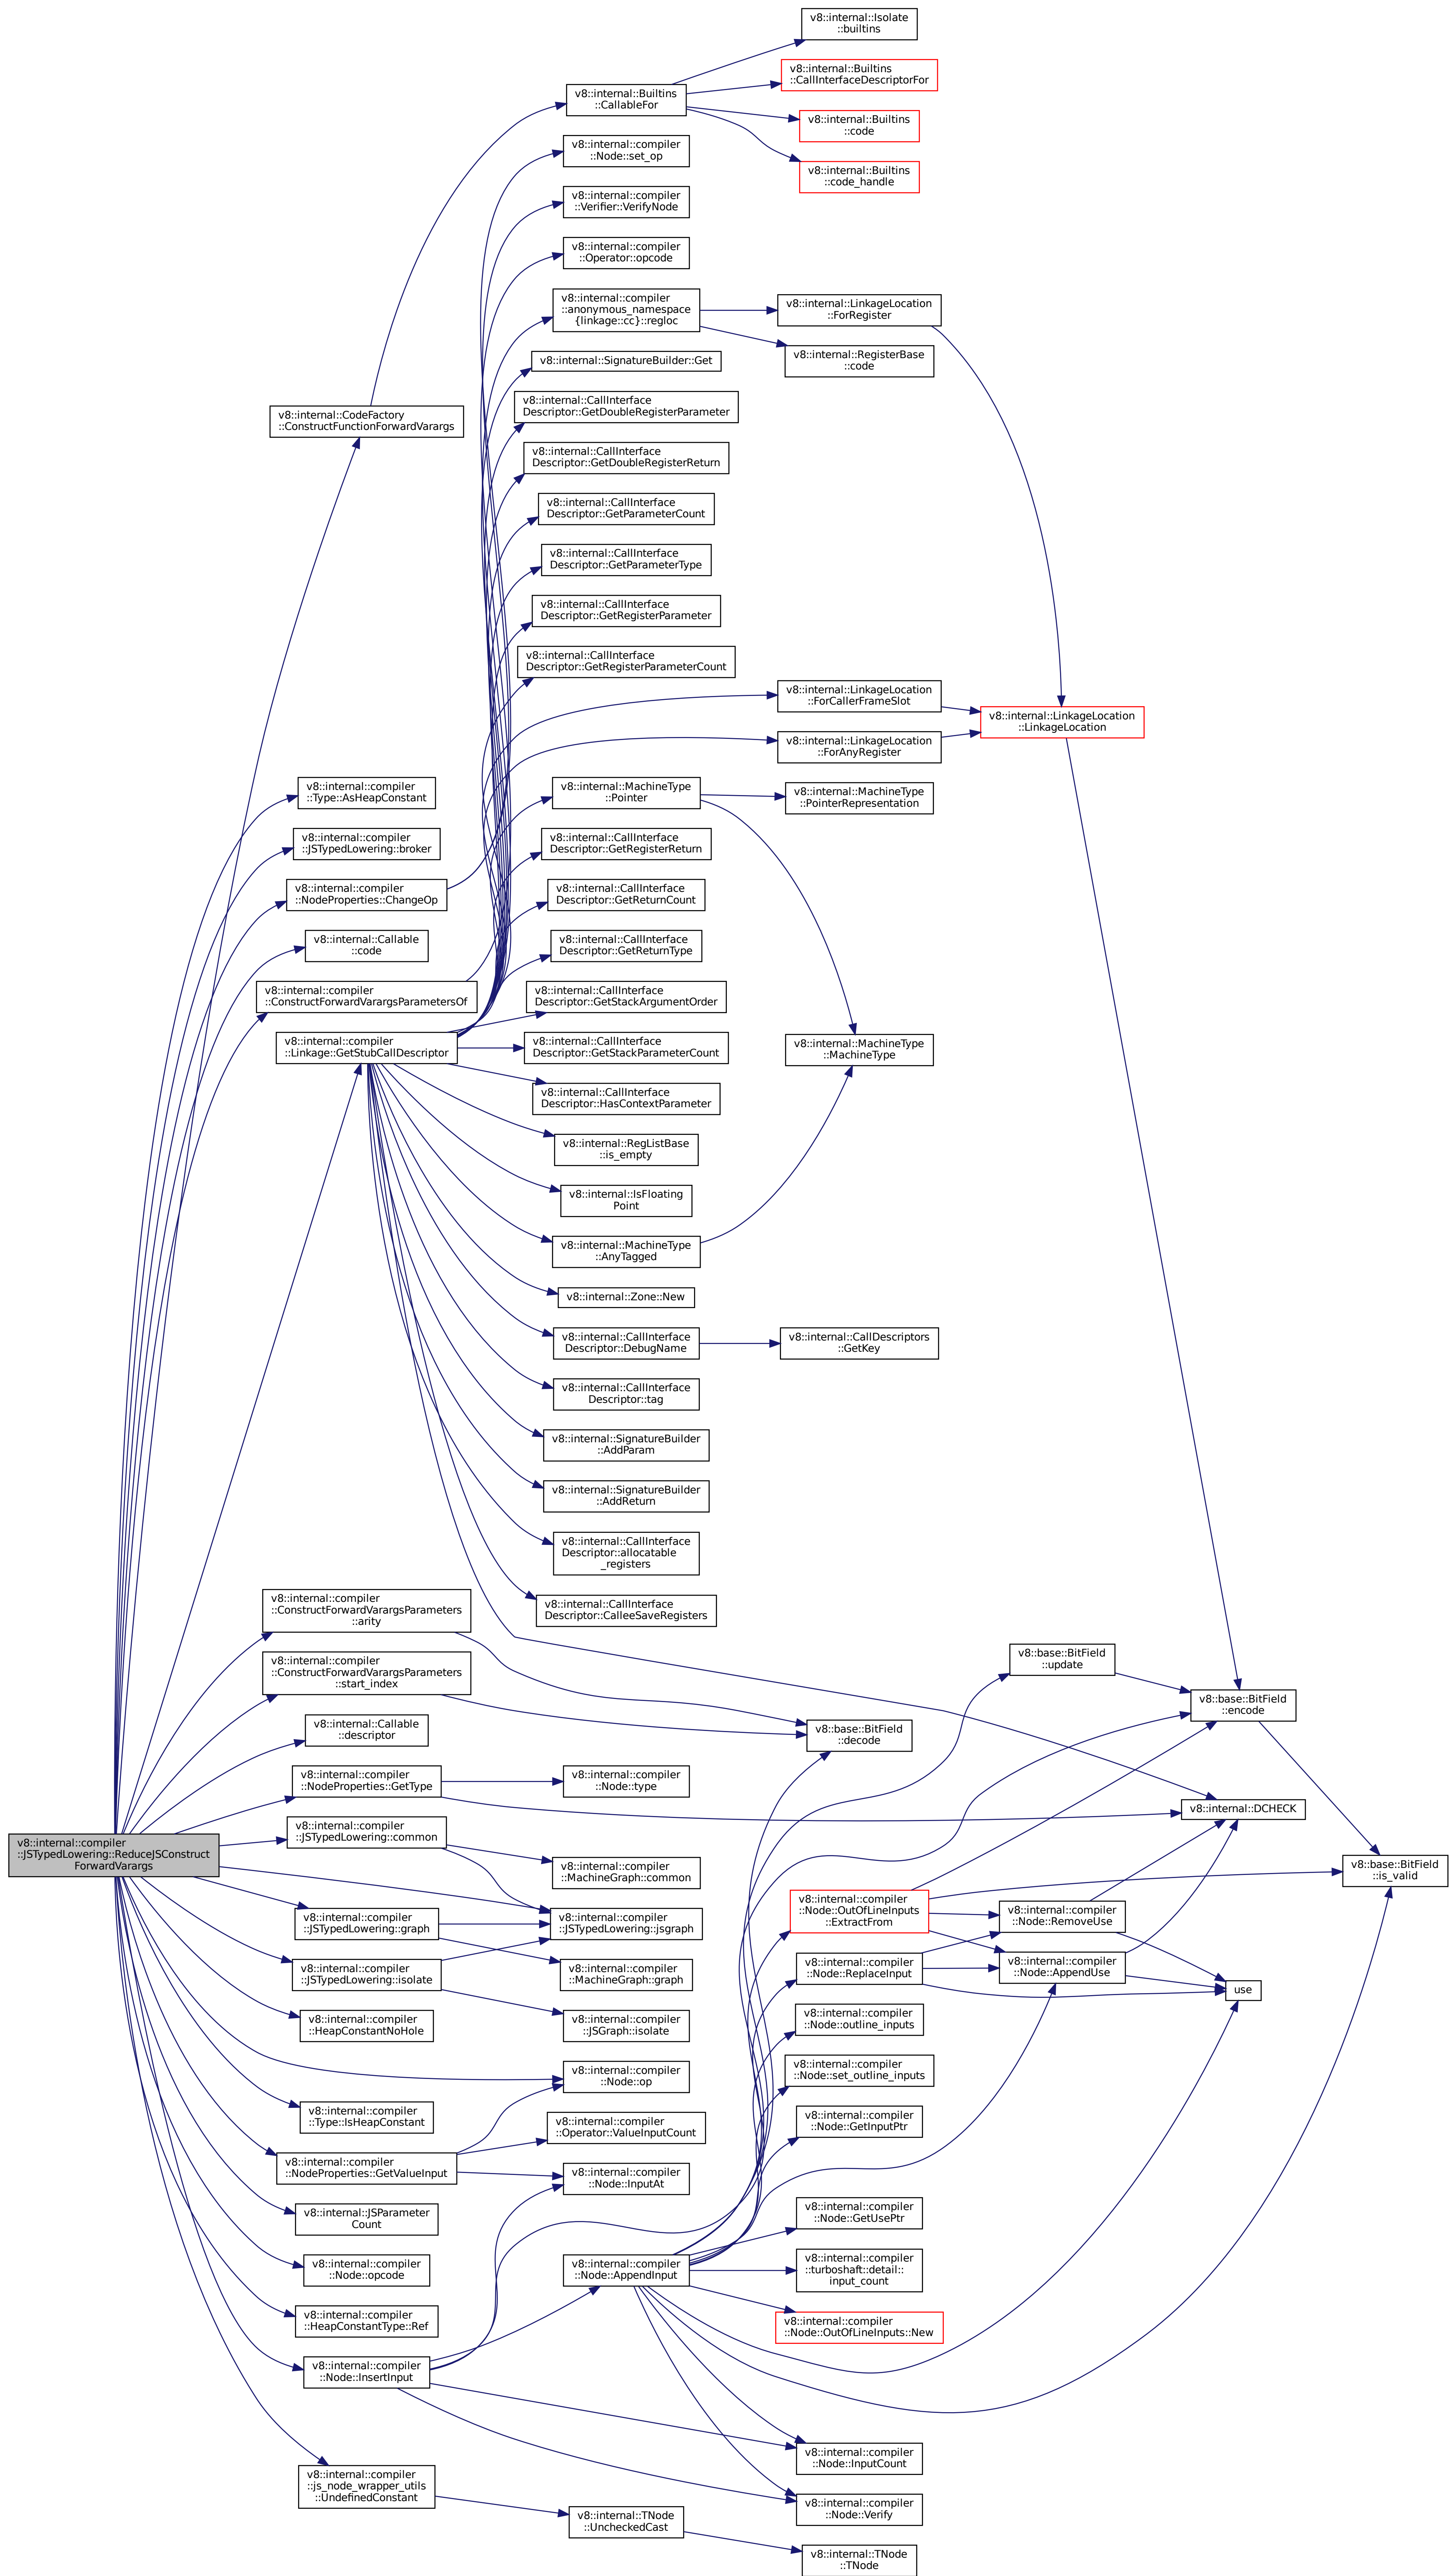 v8::internal::Isolate
::builtins
v8::internal::Builtins
::CallInterfaceDescriptorFor
v8::internal::Builtins
::CallableFor
v8::internal::Builtins
::code
v8::internal::Builtins
::code_handle
v8::internal::compiler
::Node::set_op
v8::internal::compiler
::Verifier::VerifyNode
v8::internal::compiler
::Operator::opcode
v8::internal::compiler
::anonymous_namespace
{linkage::cc}::regloc
v8::internal::LinkageLocation
::ForRegister
v8::internal::RegisterBase
::code
v8::internal::SignatureBuilder::Get
v8::internal::CallInterface
Descriptor::GetDoubleRegisterParameter
v8::internal::CodeFactory
::ConstructFunctionForwardVarargs
v8::internal::CallInterface
Descriptor::GetDoubleRegisterReturn
v8::internal::CallInterface
Descriptor::GetParameterCount
v8::internal::CallInterface
Descriptor::GetParameterType
v8::internal::CallInterface
Descriptor::GetRegisterParameter
v8::internal::CallInterface
Descriptor::GetRegisterParameterCount
v8::internal::LinkageLocation
::ForCallerFrameSlot
v8::internal::LinkageLocation
::LinkageLocation
v8::internal::LinkageLocation
::ForAnyRegister
v8::internal::compiler
::Type::AsHeapConstant
v8::internal::MachineType
::Pointer
v8::internal::MachineType
::PointerRepresentation
v8::internal::compiler
::JSTypedLowering::broker
v8::internal::CallInterface
Descriptor::GetRegisterReturn
v8::internal::compiler
::NodeProperties::ChangeOp
v8::internal::CallInterface
Descriptor::GetReturnCount
v8::internal::Callable
::code
v8::internal::CallInterface
Descriptor::GetReturnType
v8::internal::compiler
::ConstructForwardVarargsParametersOf
v8::internal::CallInterface
Descriptor::GetStackArgumentOrder
v8::internal::compiler
::Linkage::GetStubCallDescriptor
v8::internal::CallInterface
Descriptor::GetStackParameterCount
v8::internal::MachineType
::MachineType
v8::internal::CallInterface
Descriptor::HasContextParameter
v8::internal::RegListBase
::is_empty
v8::internal::IsFloating
Point
v8::internal::MachineType
::AnyTagged
v8::internal::Zone::New
v8::internal::CallInterface
Descriptor::DebugName
v8::internal::CallDescriptors
::GetKey
v8::internal::CallInterface
Descriptor::tag
v8::internal::SignatureBuilder
::AddParam
v8::internal::SignatureBuilder
::AddReturn
v8::internal::CallInterface
Descriptor::allocatable
_registers
v8::internal::compiler
::ConstructForwardVarargsParameters
::arity
v8::internal::CallInterface
Descriptor::CalleeSaveRegisters
v8::internal::compiler
::ConstructForwardVarargsParameters
::start_index
v8::base::BitField
::update
v8::base::BitField
::encode
v8::internal::Callable
::descriptor
v8::base::BitField
::decode
v8::internal::compiler
::NodeProperties::GetType
v8::internal::compiler
::Node::type
v8::internal::DCHECK
v8::internal::compiler
::JSTypedLowering::ReduceJSConstruct
ForwardVarargs
v8::internal::compiler
::JSTypedLowering::common
v8::internal::compiler
::MachineGraph::common
v8::base::BitField
::is_valid
v8::internal::compiler
::Node::OutOfLineInputs
::ExtractFrom
v8::internal::compiler
::Node::RemoveUse
v8::internal::compiler
::JSTypedLowering::graph
v8::internal::compiler
::JSTypedLowering::jsgraph
v8::internal::compiler
::Node::ReplaceInput
v8::internal::compiler
::Node::AppendUse
v8::internal::compiler
::JSTypedLowering::isolate
v8::internal::compiler
::MachineGraph::graph
use
v8::internal::compiler
::HeapConstantNoHole
v8::internal::compiler
::JSGraph::isolate
v8::internal::compiler
::Node::outline_inputs
v8::internal::compiler
::Node::op
v8::internal::compiler
::Node::set_outline_inputs
v8::internal::compiler
::Type::IsHeapConstant
v8::internal::compiler
::Operator::ValueInputCount
v8::internal::compiler
::Node::GetInputPtr
v8::internal::compiler
::NodeProperties::GetValueInput
v8::internal::compiler
::Node::InputAt
v8::internal::JSParameter
Count
v8::internal::compiler
::Node::GetUsePtr
v8::internal::compiler
::Node::opcode
v8::internal::compiler
::Node::AppendInput
v8::internal::compiler
::turboshaft::detail::
input_count
v8::internal::compiler
::HeapConstantType::Ref
v8::internal::compiler
::Node::OutOfLineInputs::New
v8::internal::compiler
::Node::InsertInput
v8::internal::compiler
::Node::InputCount
v8::internal::compiler
::js_node_wrapper_utils
::UndefinedConstant
v8::internal::compiler
::Node::Verify
v8::internal::TNode
::UncheckedCast
v8::internal::TNode
::TNode